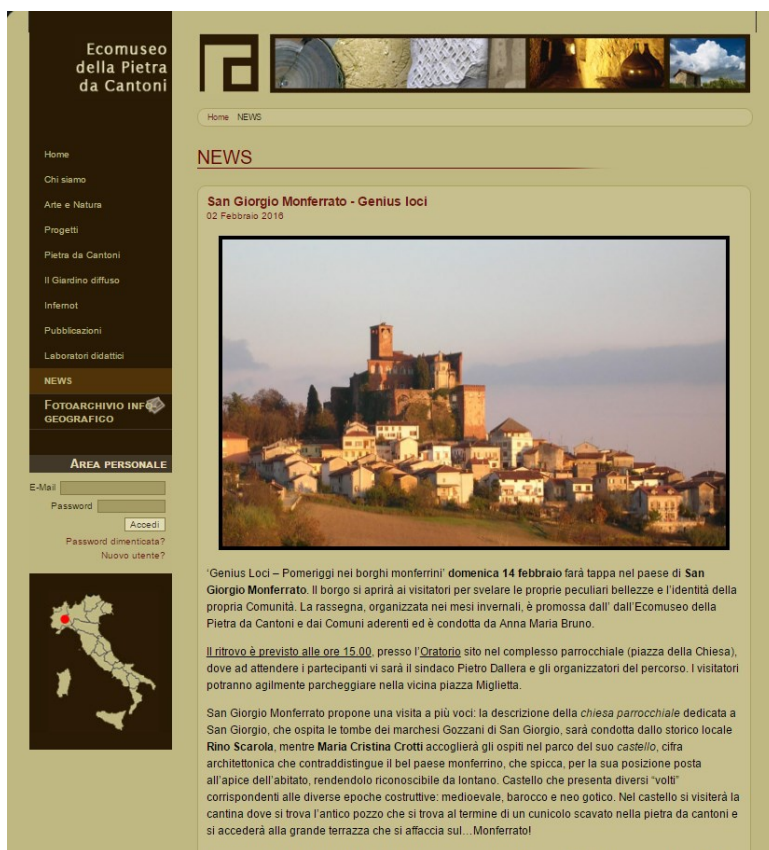 Ecomuseo
della Pietra
da Cantoni
Home
Chi siamo
Arte e Natura
Progetti
Pietra da Cantoni
Il Giardino diffuso
Infernot
Pubblicazioni
Laboratori didattici
NEWS
FOTOARCHIVIO INFO
GEOGRAFICO
AREA PERSONALE
E-Mail
Password
Accedi
Password dimenticata?
Nuovo utente?
Home NEWS
NEWS
San Giorgio Monferrato - Genius loci
02 Febbraio 2016
‘Genius Loci – Pomeriggi nei borghi monferrini’ domenica 14 febbraio farà tappa nel paese di San
Giorgio Monferrato. Il borgo si aprirà ai visitatori per svelare le proprie peculiari bellezze e l’identità della
propria Comunità. La rassegna, organizzata nei mesi invernali, è promossa dall’ dall’Ecomuseo della
Pietra da Cantoni e dai Comuni aderenti ed è condotta da Anna Maria Bruno.
Il ritrovo è previsto alle ore 15.00, presso l’Oratorio sito nel complesso parrocchiale (piazza della Chiesa),
dove ad attendere i partecipanti vi sarà il sindaco Pietro Dallera e gli organizzatori del percorso. I visitatori
potranno agilmente parcheggiare nella vicina piazza Miglietta.
San Giorgio Monferrato propone una visita a più voci: la descrizione della chiesa parrocchiale dedicata a
San Giorgio, che ospita le tombe dei marchesi Gozzani di San Giorgio, sarà condotta dallo storico locale
Rino Scarola, mentre Maria Cristina Crotti accoglierà gli ospiti nel parco del suo castello, cifra
architettonica che contraddistingue il bel paese monferrino, che spicca, per la sua posizione posta
all’apice dell’abitato, rendendolo riconoscibile da lontano. Castello che presenta diversi “volti”
corrispondenti alle diverse epoche costruttive: medioevale, barocco e neo gotico. Nel castello si visiterà la
cantina dove si trova l’antico pozzo che si trova al termine di un cunicolo scavato nella pietra da cantoni e
si accederà alla grande terrazza che si affaccia sul…Monferrato!